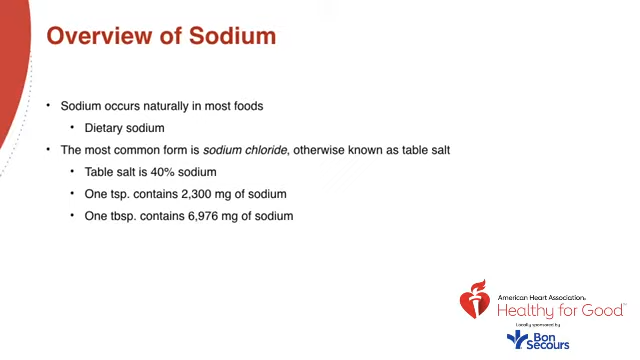 Overview of Sodium
• Sodium occurs naturally in most foods
• Dietary sodium
• The most common form is sodium chloride, otherwise known as table salt
• Table salt is 40% sodium
• One tsp. contains 2,300 mg of sodium
• One tbsp. contains 6,976 mg of sodium
American Heart Association®
Healthy for Good™
Locally sponsored by
Bon
Secours